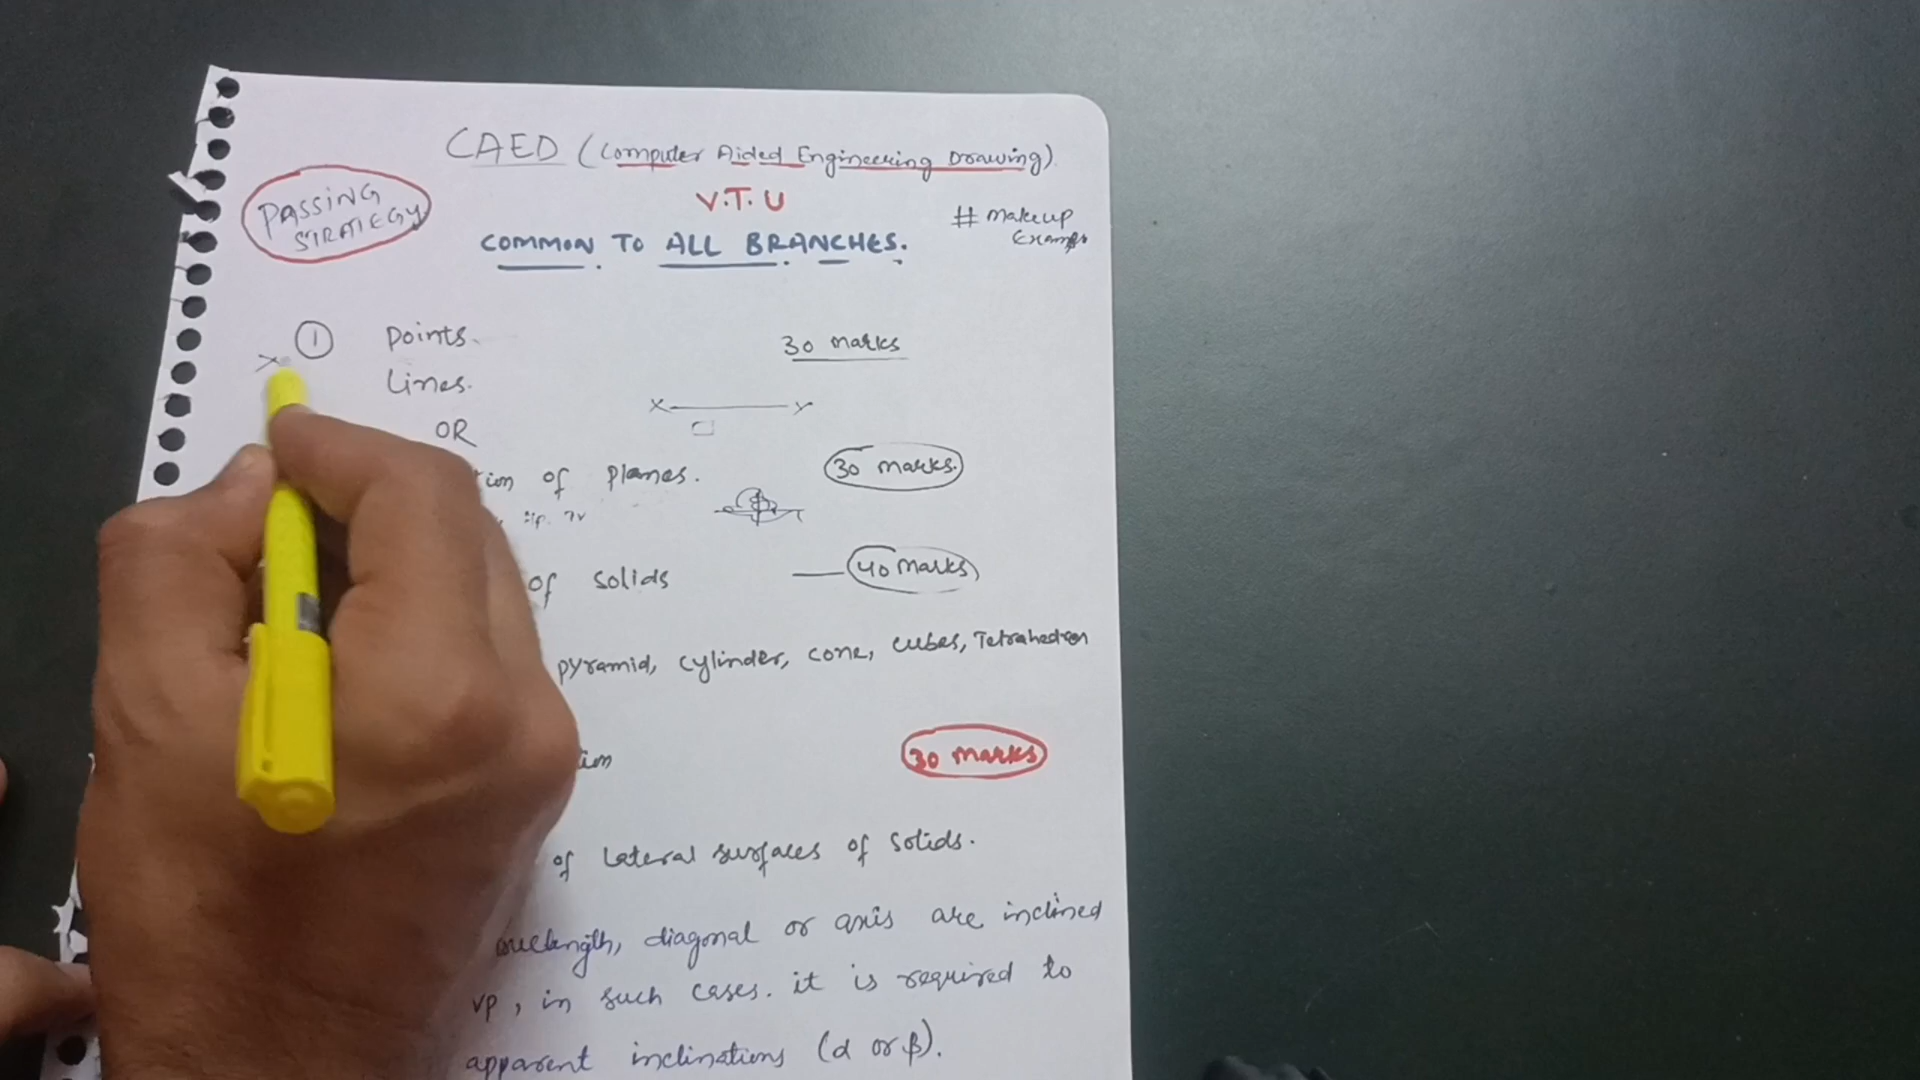 CAED (Computer Aided Engineering Drawing)
PASSING
STRATEGY
V.T.U
# Makeup
Exams
COMMON TO ALL BRANCHES.
① Points.
30 marks
Lines.
X Y
OR
tion of planes.
30 marks.
of solids
40 marks
pyramid, cylinder, cone, cubes, Tetrahedron
30 marks
of lateral surfaces of solids.
diagonal or axis are inclined
VP, in such cases. it is required to
apparent inclinations (α or β).